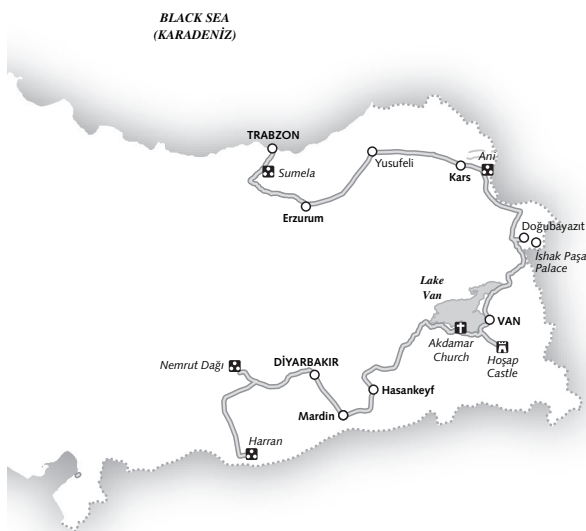 BLACK SEA
(KARADENİZ)
TRABZON
Sumela
Yusufeli
Ani
Kars
Erzurum
Doğubayazıt
İshak Paşa
Palace
Lake
Van
VAN
Akdamar
Church
Hoşap
Castle
Nemrut Dağı
DİYARBAKIR
Hasankeyf
Mardin
Harran